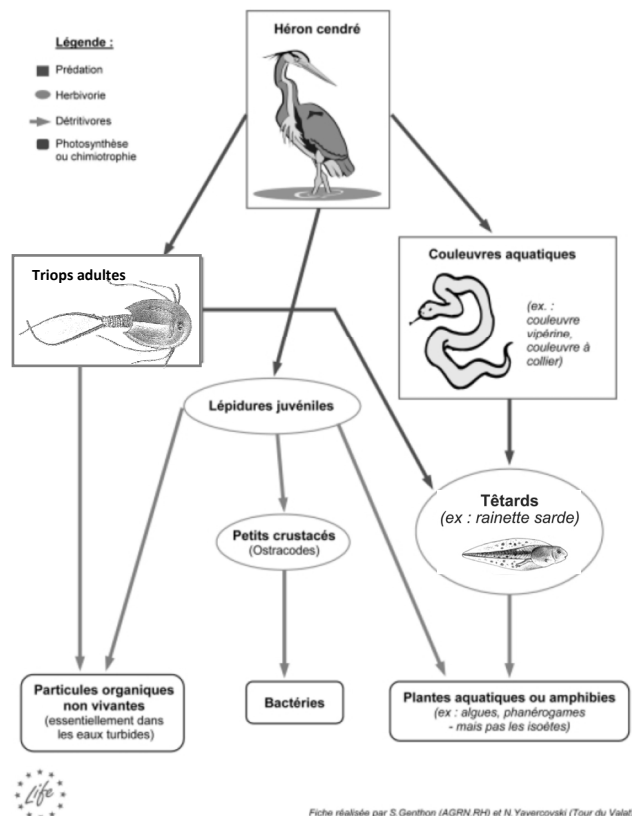 Héron cendré
Légende :
Prédation
Herbivorie
Détritivores
Photosynthèse
ou chimiotrophie
Triops adultes
Couleuvres aquatiques
(ex. :
couleuvre
vipérine,
couleuvre à
collier)
Lépidures juvéniles
Têtards
(ex : rainette sarde)
Petits crustacés
(Ostracodes)
Particules organiques
non vivantes
(essentiellement dans
les eaux turbides)
Bactéries
Plantes aquatiques ou amphibies
(ex : algues, phanérogames
- mais pas les isoètes)
Life
Fiche réalisée par S.Genthon (AGRN.RH) et N.Yavercovski (Tour du Valat)